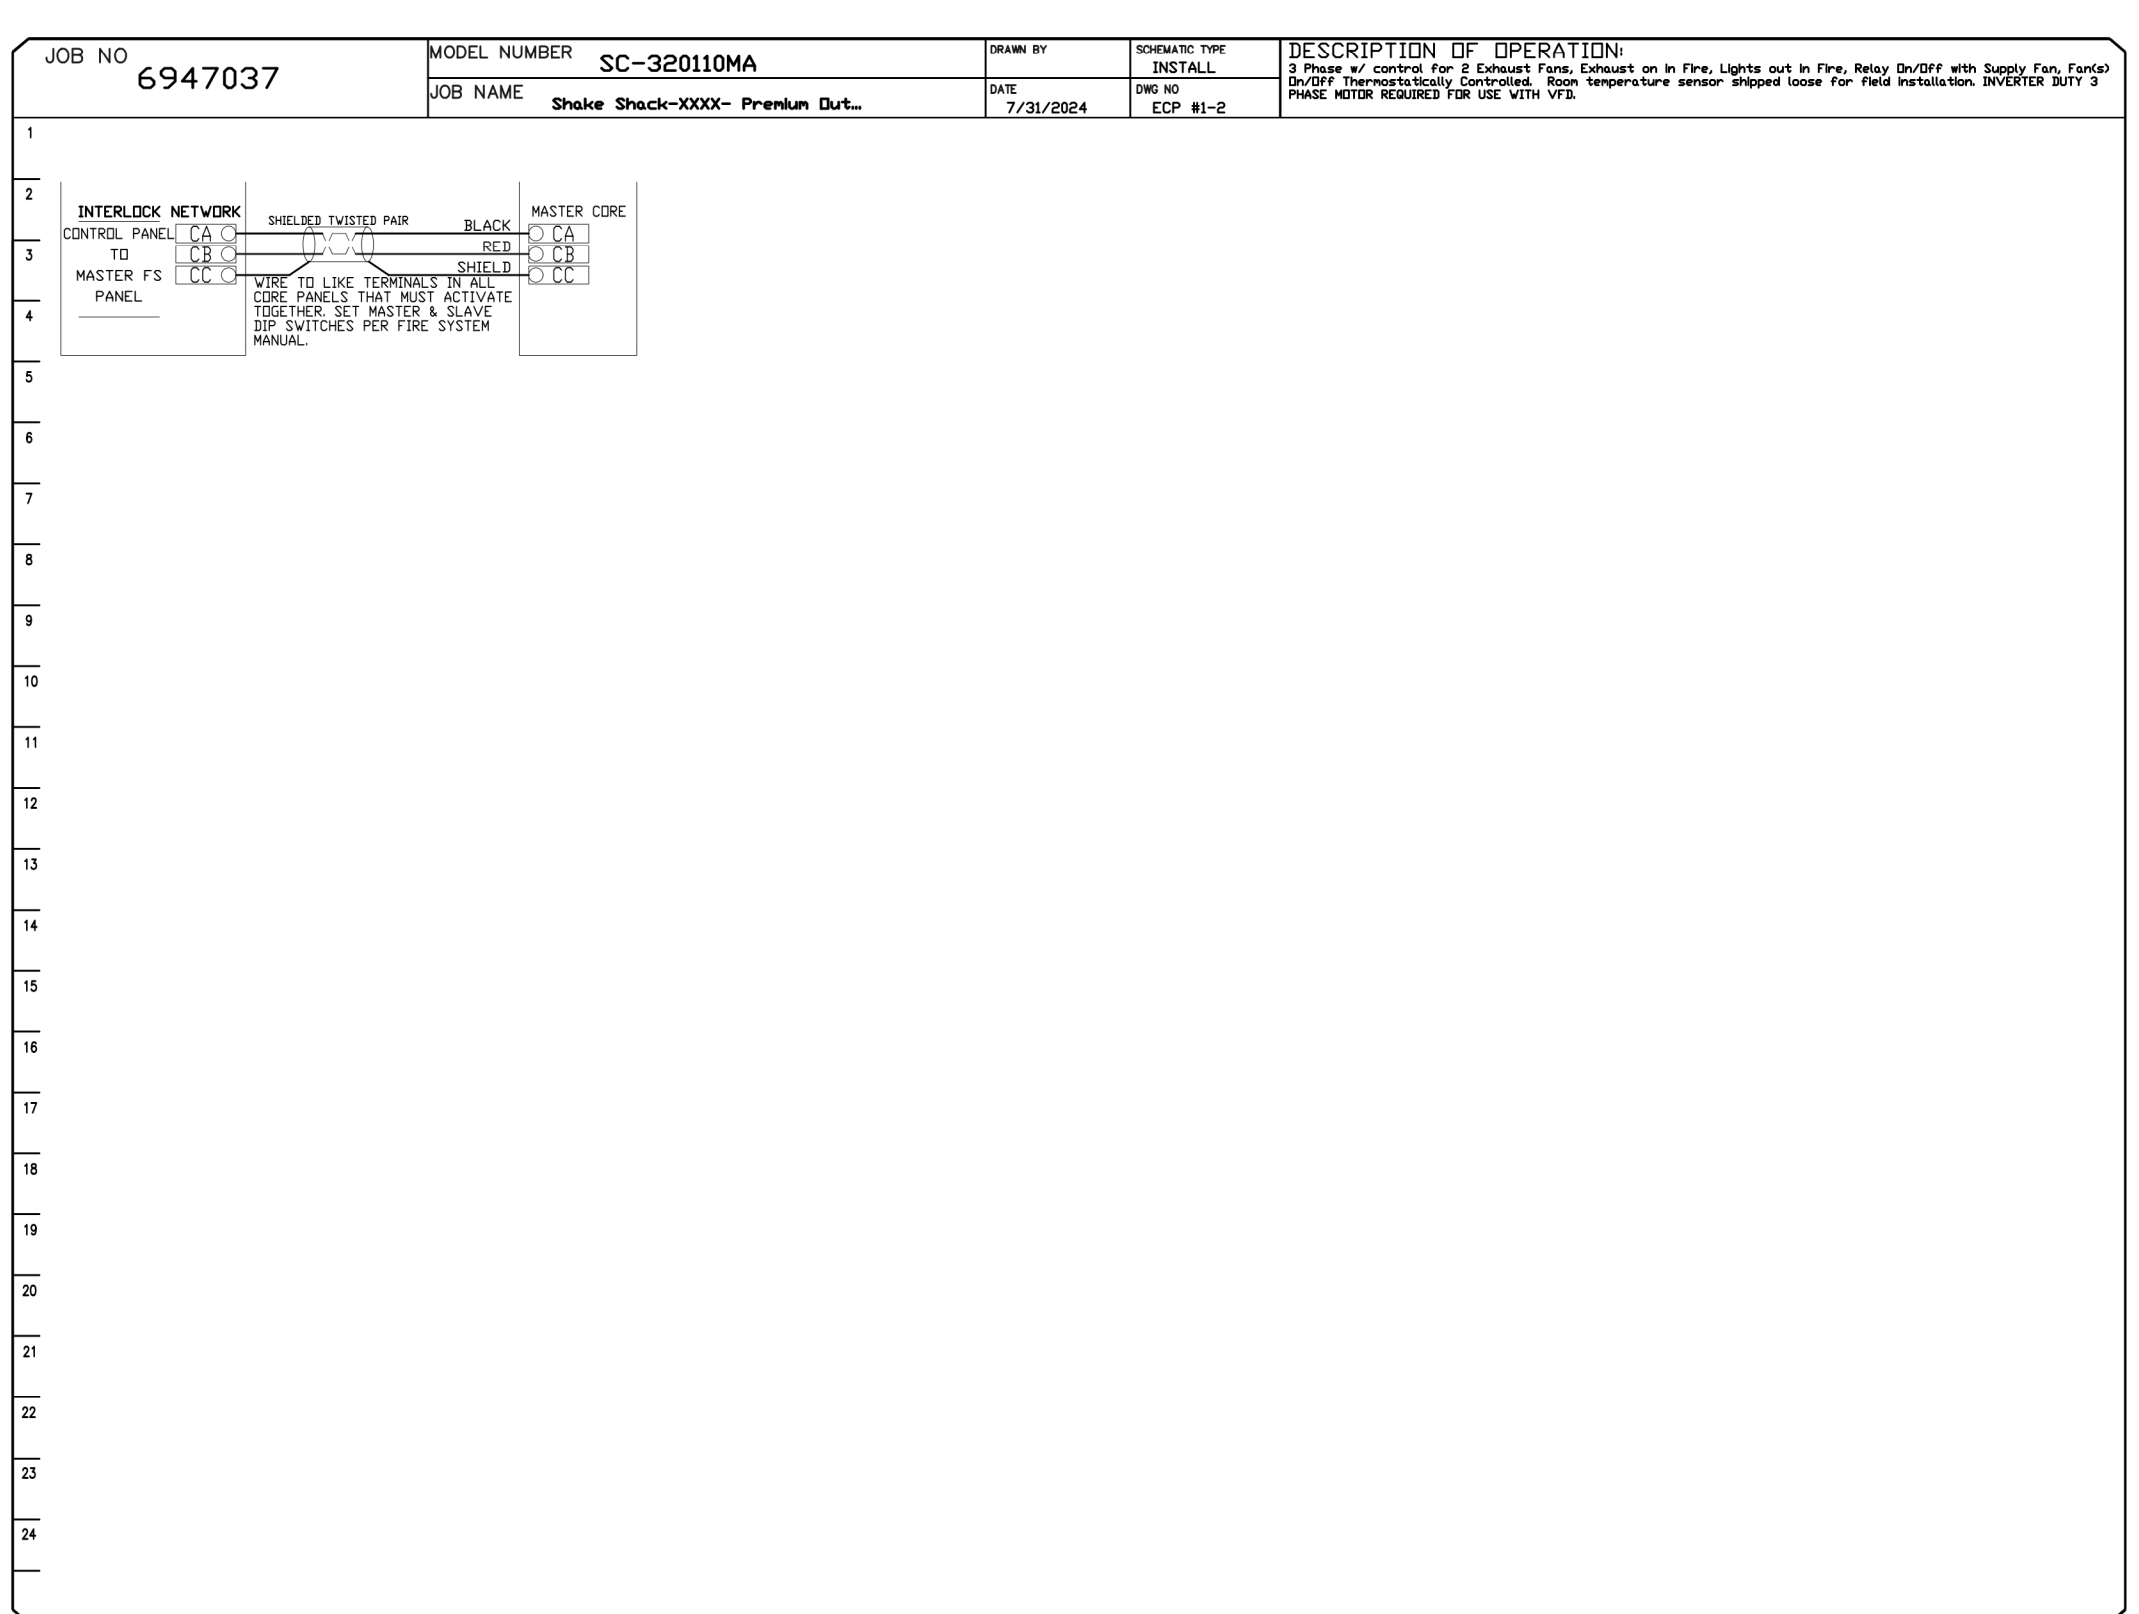 JOB NO
6947037
MODEL NUMBER
SC-320110MA
JOB NAME
Shake Shack-XXXX- Premium Out...
DRAWN BY
DATE
7/31/2024
SCHEMATIC TYPE
INSTALL
DWG NO
ECP #1-2
DESCRIPTION OF OPERATION:
3 Phase w/ control for 2 Exhaust Fans, Exhaust on in Fire, Lights out in Fire, Relay On/Off with Supply Fan, Fan(s)
On/Off Thermostatically Controlled. Room temperature sensor shipped loose for field installation. INVERTER DUTY 3
PHASE MOTOR REQUIRED FOR USE WITH VFD.
1
2
3
4
5
6
7
8
9
10
11
12
13
14
15
16
17
18
19
20
21
22
23
24
INTERLOCK NETWORK
CONTROL PANEL
TO
MASTER FS
PANEL
CA
CB
CC
SHIELDED TWISTED PAIR
BLACK
RED
SHIELD
WIRE TO LIKE TERMINALS IN ALL
CORE PANELS THAT MUST ACTIVATE
TOGETHER. SET MASTER & SLAVE
DIP SWITCHES PER FIRE SYSTEM
MANUAL.
MASTER CORE
CA
CB
CC